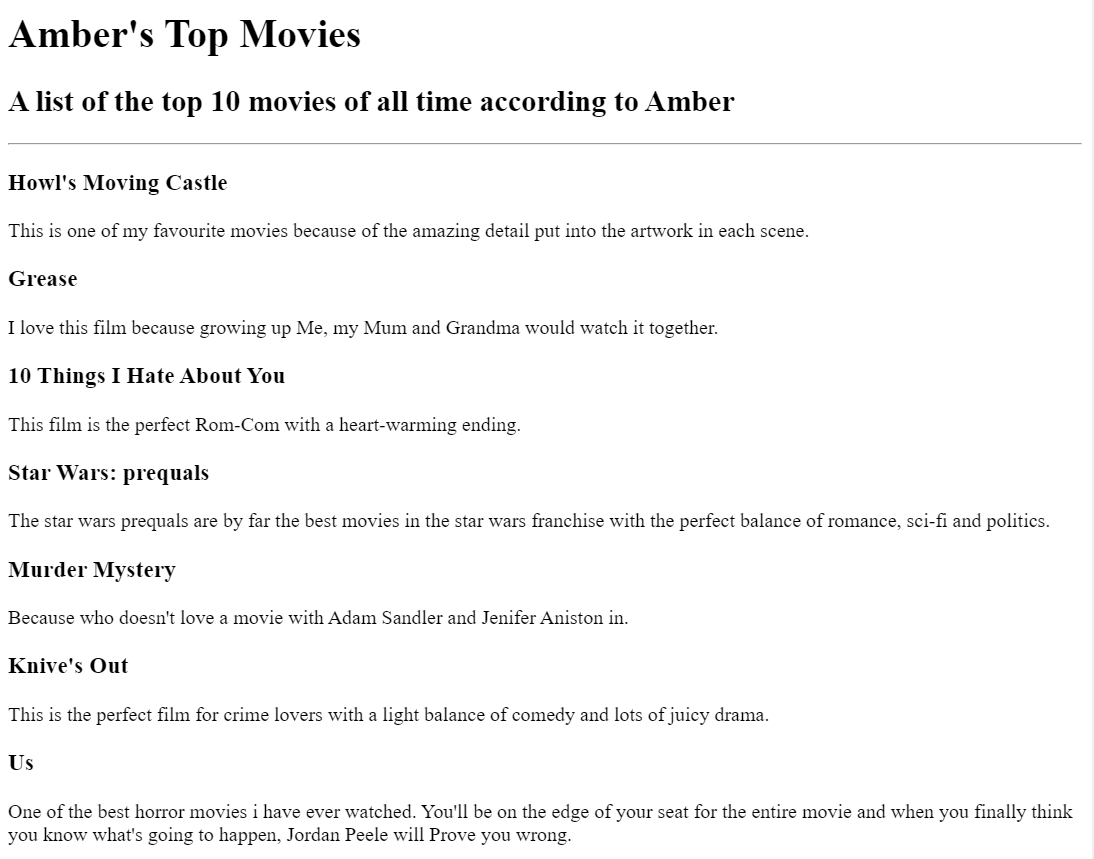 Amber's Top Movies
A list of the top 10 movies of all time according to Amber
Howl's Moving Castle
This is one of my favourite movies because of the amazing detail put into the artwork in each scene.
Grease
I love this film because growing up Me, my Mum and Grandma would watch it together.
10 Things I Hate About You
This film is the perfect Rom-Com with a heart-warming ending.
Star Wars: prequals
The star wars prequals are by far the best movies in the star wars franchise with the perfect balance of romance, sci-fi and politics.
Murder Mystery
Because who doesn't love a movie with Adam Sandler and Jenifer Aniston in.
Knive's Out
This is the perfect film for crime lovers with a light balance of comedy and lots of juicy drama.
Us
One of the best horror movies i have ever watched. You'll be on the edge of your seat for the entire movie and when you finally think
you know what's going to happen, Jordan Peele will Prove you wrong.